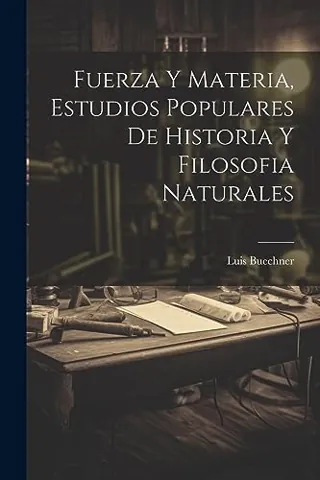 Fuerza Y Materia,
Estudios Populares
De Historia Y
Filosofia
Naturales
Luis Buechner